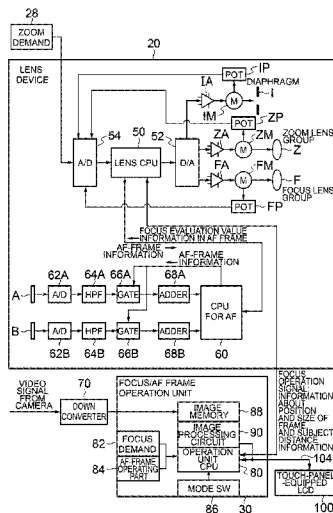 28
ZOOM
DEMAND
20
LENS
DEVICE
IP
POT
DIAPHRAGM
IA
I
M
IM
ZP
POT
54
50
52
A/D
LENS CPU
D/A
ZA
ZM
M
ZOOM LENS
GROUP
Z
FA
FM
M
F
FOCUS LENS
GROUP
POT
FP
FOCUS EVALUATION VALUE
INFORMATION IN AF FRAME
AF-FRAME
INFORMATION
AF-FRAME
INFORMATION
62A
64A
66A
68A
A
A/D
HPF
GATE
ADDER
CPU
FOR AF
B
A/D
HPF
GATE
ADDER
62B
64B
66B
68B
60
VIDEO
SIGNAL
FROM
CAMERA
70
DOWN
CONVERTER
FOCUS/AF FRAME
OPERATION UNIT
IMAGE
MEMORY
88
IMAGE
PROCESSING
CIRCUIT
90
82
FOCUS
DEMAND
84
AF-FRAME
OPERATING
PART
OPERATION
UNIT
CPU
80
MODE SW
86
30
FOCUS
OPERATION
SIGNAL,
INFORMATION
ABOUT
POSITION
AND SIZE OF
FRAME
AND SUBJECT
DISTANCE
INFORMATION
104
TOUCH-PANEL
-EQUIPPED
LCD
100